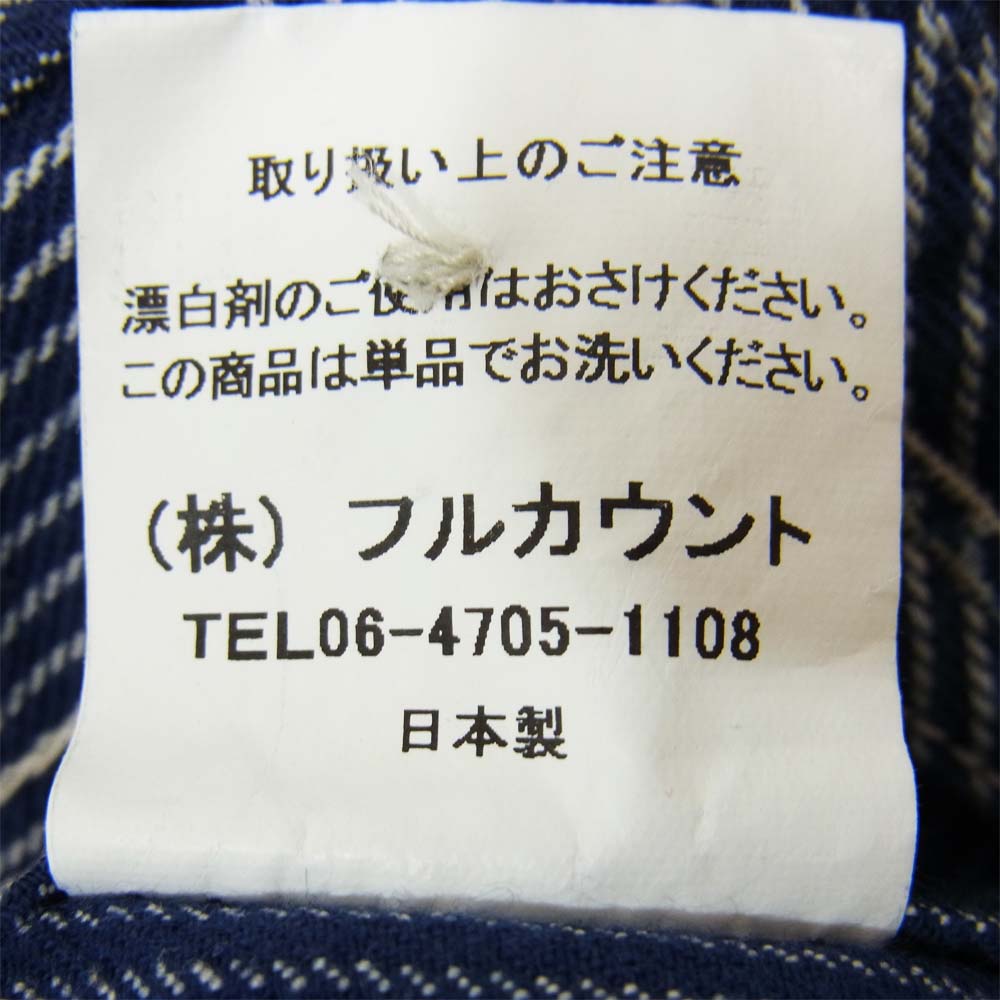 取り扱い上のご注意
漂白剤のご使用はおさけください。
この商品は単品でお洗いください。
(株) フルカウント
TEL06-4705-1108
日本製